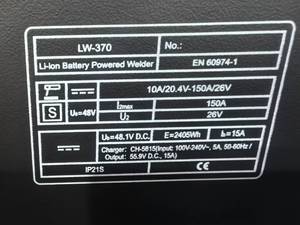 LW-370 No.:
Li-Ion Battery Powered Welder EN 60974-1
10A/20.4V-150A/26V
S U₀=48V I2max 150A
U₂ 26V
U_b=48.1V D.C. E=2405Wh I_b=15A
Charger: CH-5815(Input: 100V-240V~, 5A, 50-60Hz/
Output: 55.9V D.C., 15A)
IP21S CE